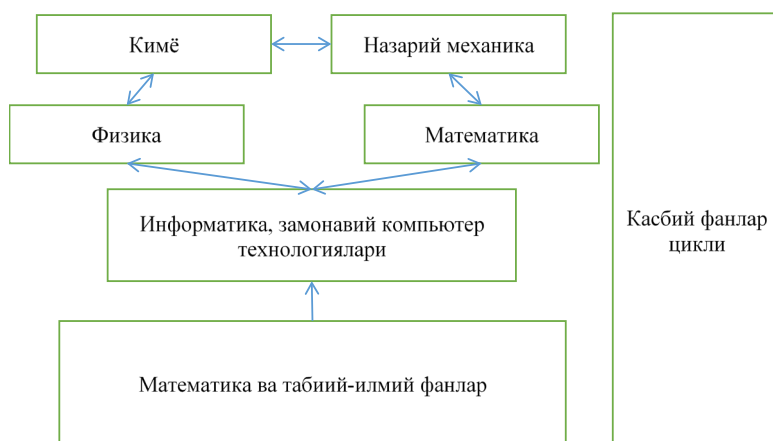 Кимё
Назарий механика
Физика
Математика
Информатика, замонавий компьютер
технологиялари
Касбий фанлар
цикли
Математика ва табиий-илмий фанлар